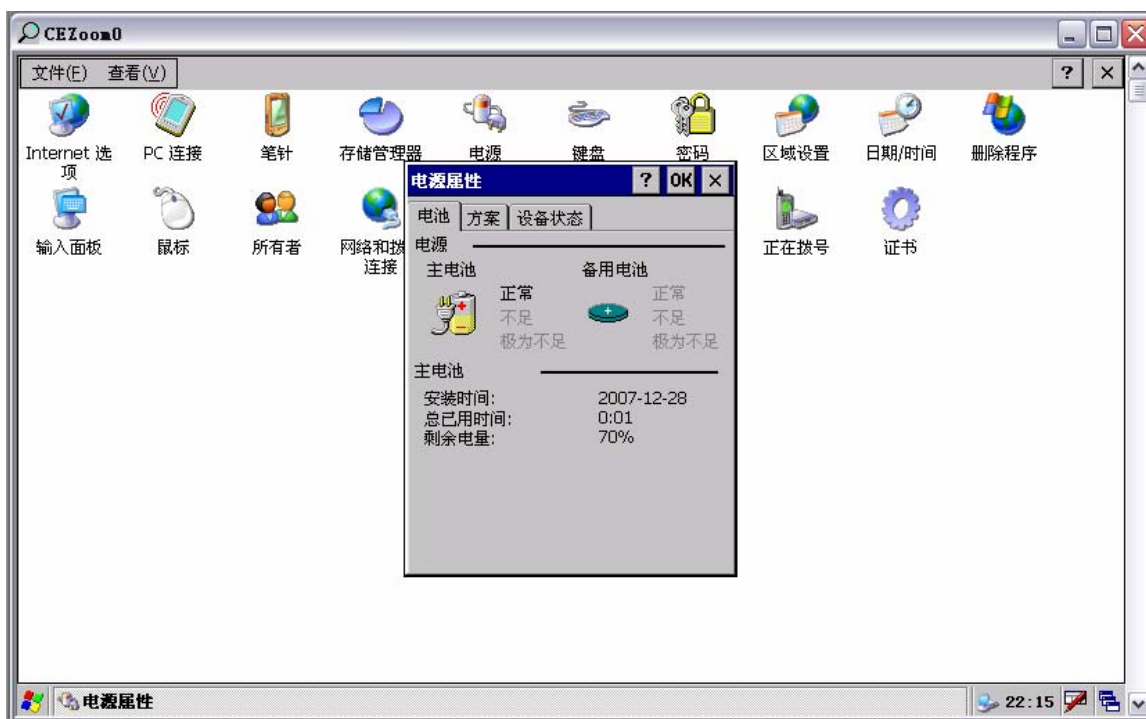 CEZoom0
文件(F) 查看(V)
? ×
Internet 选项
PC 连接
笔针
存储管理器
电源
键盘
密码
区域设置
日期/时间
删除程序
输入面板
鼠标
所有者
网络和拨
连接
正在拨号
证书
电源属性 ? OK ×
电池 方案 设备状态
电源
主电池 备用电池
正常 正常
不足 不足
极为不足 极为不足
主电池
安装时间: 2007-12-28
总已用时间: 0:01
剩余电量: 70%
电源属性 22:15